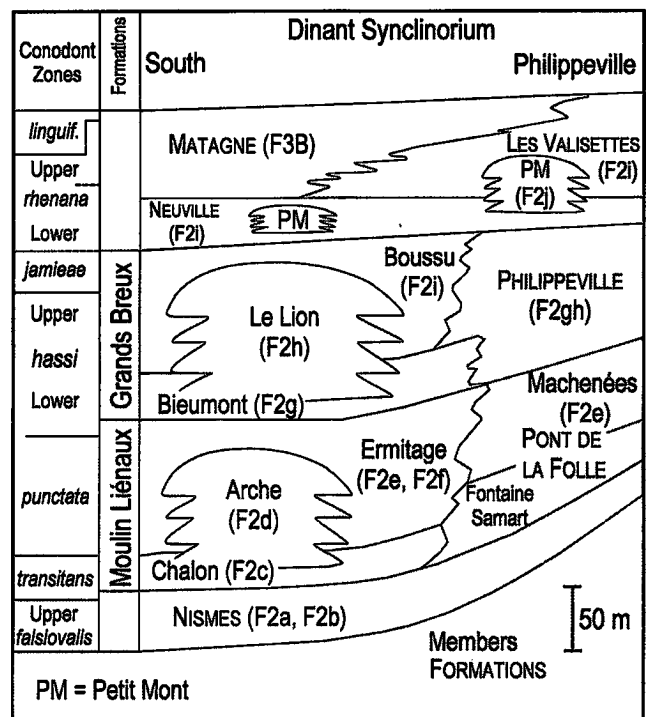 Dinant Synclinorium
Conodont
Zones
Formations
South
Philippeville
linguif.
Upper
rhenana
Lower
jamieae
Upper
hassi
Lower
punctata
transitans
Upper
falsiovalis
Grands Breux
Moulin Liénaux
MATAGNE (F3B)
LES VALISETTES
(F2i)
PM
(F2j)
NEUVILLE
(F2i)
PM
Boussu
(F2i)
PHILIPPEVILLE
(F2gh)
Le Lion
(F2h)
Bieumont (F2g)
Machenées
(F2e)
Ermitage
(F2e, F2f)
PONT DE
LA FOLLE
Arche
(F2d)
Fontaine
Samart
Chalon (F2c)
NISMES (F2a, F2b)
50 m
Members
FORMATIONS
PM = Petit Mont